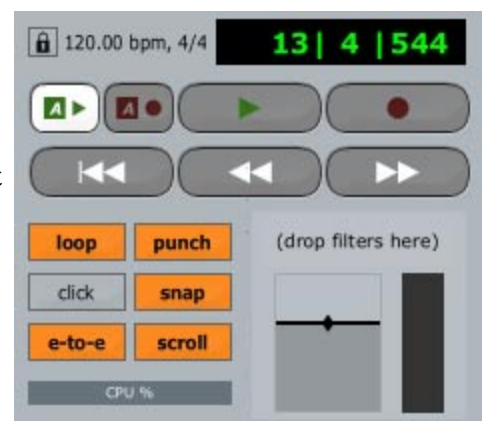 120.00 bpm, 4/4
13| 4 |544
A
A
loop punch
(drop filters here)
click snap
e-to-e scroll
CPU %